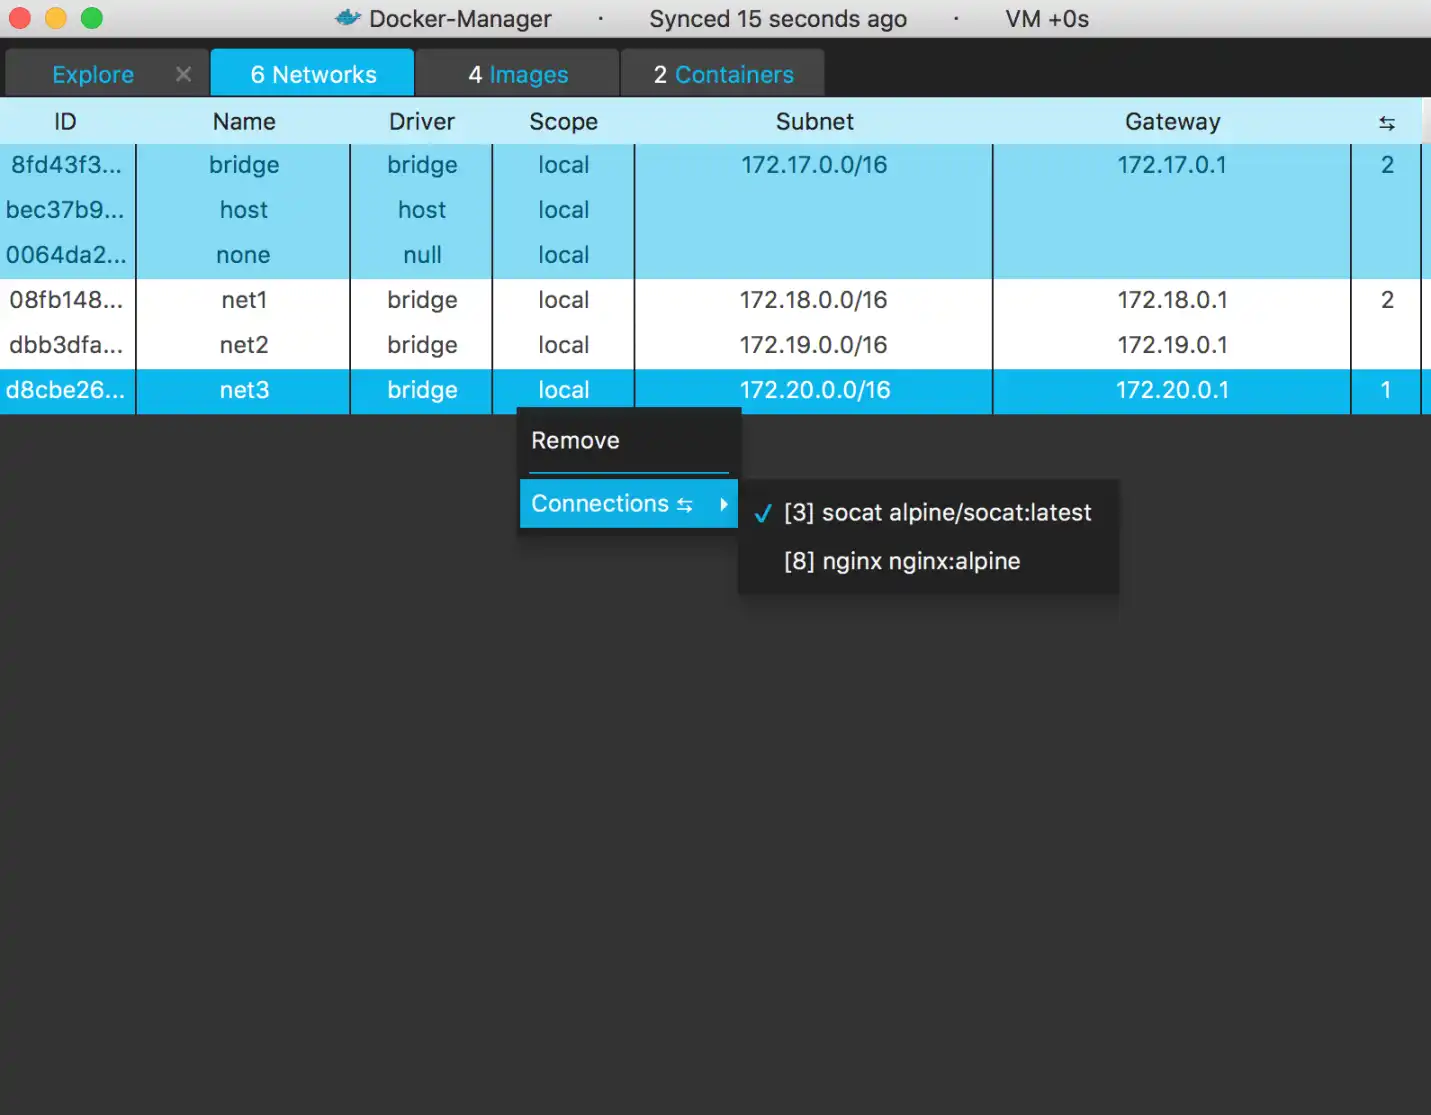 Docker-Manager · Synced 15 seconds ago · VM +0s
Explore × 6 Networks 4 Images 2 Containers
ID Name Driver Scope Subnet Gateway ⇆
8fd43f3... bridge bridge local 172.17.0.0/16 172.17.0.1 2
bec37b9... host host local
0064da2... none null local
08fb148... net1 bridge local 172.18.0.0/16 172.18.0.1 2
dbb3dfa... net2 bridge local 172.19.0.0/16 172.19.0.1
d8cbe26... net3 bridge local 172.20.0.0/16 172.20.0.1 1
Remove
Connections ⇆
✓ [3] socat alpine/socat:latest
[8] nginx nginx:alpine